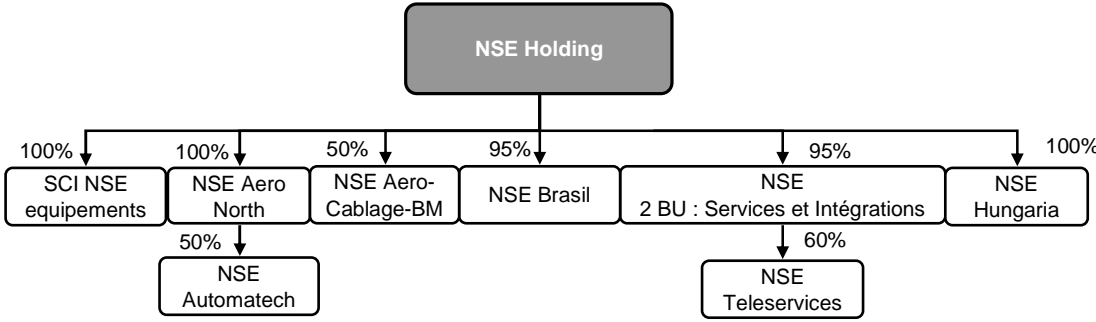 NSE Holding
100%
100%
50%
95%
95%
100%
SCI NSE
equipements
NSE Aero
North
NSE Aero-
Cablage-BM
NSE Brasil
NSE
2 BU : Services et Intégrations
NSE
Hungaria
50%
60%
NSE
Automatech
NSE
Teleservices